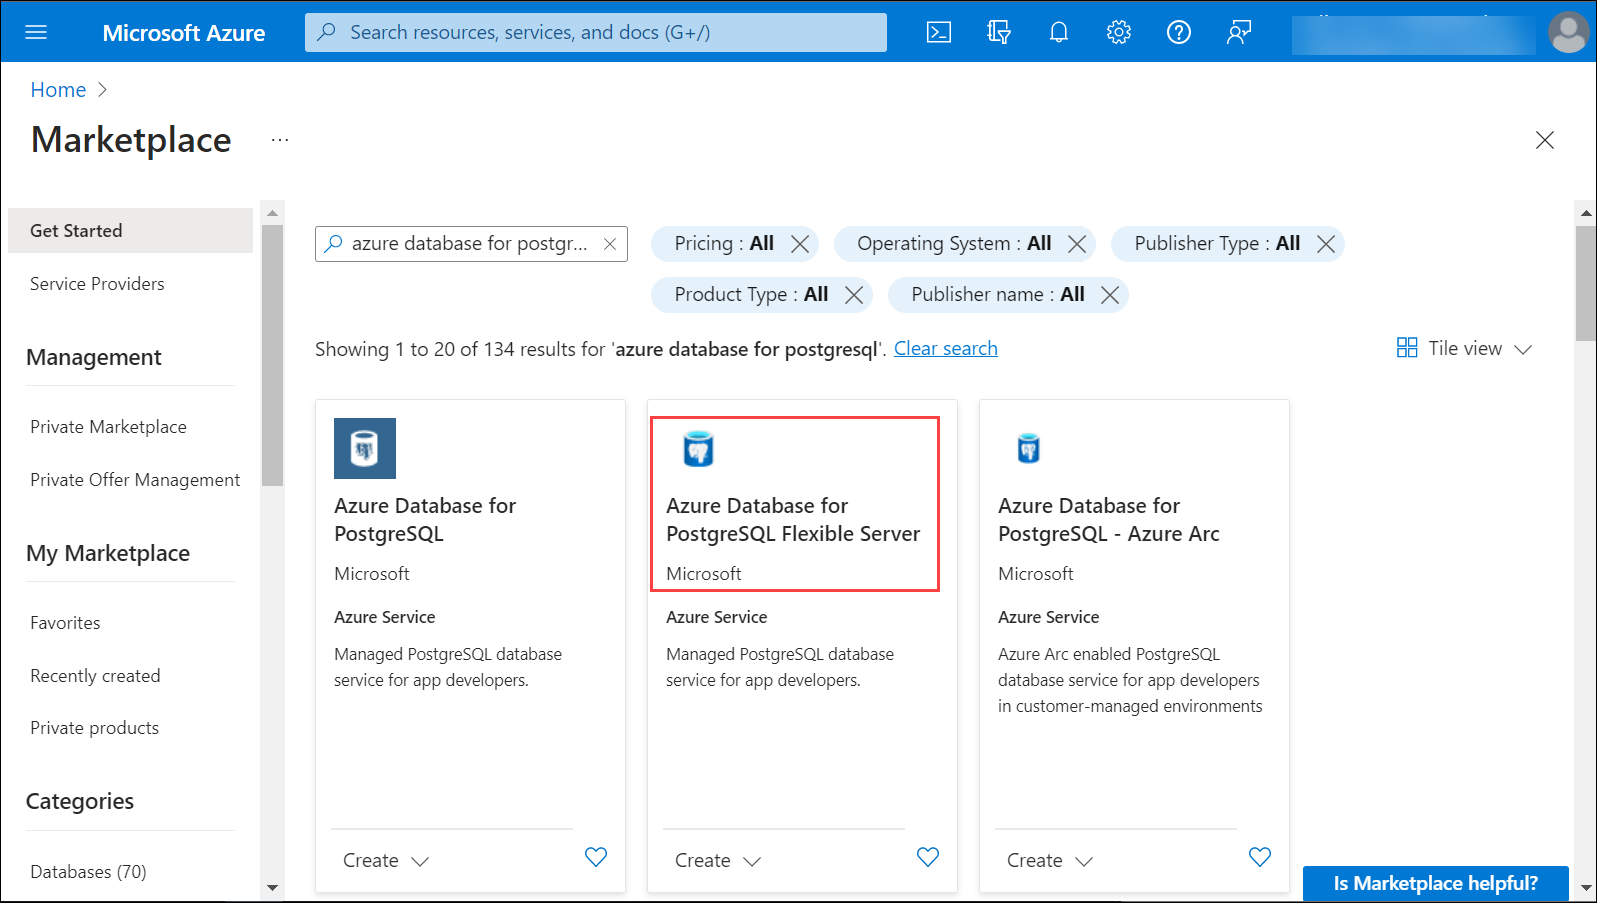 Microsoft Azure
Search resources, services, and docs (G+/)
Home
Marketplace
...
Get Started
Service Providers
Management
Private Marketplace
Private Offer Management
My Marketplace
Favorites
Recently created
Private products
Categories
Databases (70)
azure database for postgr...
Pricing : All
Operating System : All
Publisher Type : All
Product Type : All
Publisher name : All
Showing 1 to 20 of 134 results for 'azure database for postgresql'. Clear search
Tile view
Azure Database for
PostgreSQL
Microsoft
Azure Service
Managed PostgreSQL database
service for app developers.
Create
Azure Database for
PostgreSQL Flexible Server
Microsoft
Azure Service
Managed PostgreSQL database
service for app developers.
Create
Azure Database for
PostgreSQL - Azure Arc
Microsoft
Azure Service
Azure Arc enabled PostgreSQL
database service for app developers
in customer-managed environments
Create
Is Marketplace helpful?